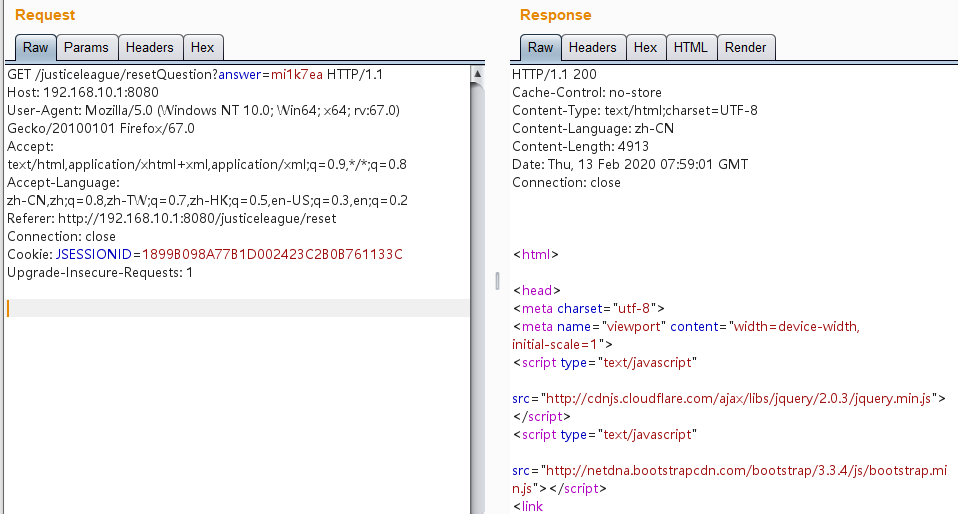 Request
Raw Params Headers Hex
GET /justiceleague/resetQuestion?answer=mi1k7ea HTTP/1.1
Host: 192.168.10.1:8080
User-Agent: Mozilla/5.0 (Windows NT 10.0; Win64; x64; rv:67.0)
Gecko/20100101 Firefox/67.0
Accept:
text/html,application/xhtml+xml,application/xml;q=0.9,*/*;q=0.8
Accept-Language:
zh-CN,zh;q=0.8,zh-TW;q=0.7,zh-HK;q=0.5,en-US;q=0.3,en;q=0.2
Referer: http://192.168.10.1:8080/justiceleague/reset
Connection: close
Cookie: JSESSIONID=1899B098A77B1D002423C2B0B761133C
Upgrade-Insecure-Requests: 1
Response
Raw Headers Hex HTML Render
HTTP/1.1 200
Cache-Control: no-store
Content-Type: text/html;charset=UTF-8
Content-Language: zh-CN
Content-Length: 4913
Date: Thu, 13 Feb 2020 07:59:01 GMT
Connection: close
<html>
<head>
<meta charset="utf-8">
<meta name="viewport" content="width=device-width,
initial-scale=1">
<script type="text/javascript"
src="http://cdnjs.cloudflare.com/ajax/libs/jquery/2.0.3/jquery.min.js">
</script>
<script type="text/javascript"
src="http://netdna.bootstrapcdn.com/bootstrap/3.3.4/js/bootstrap.mi
n.js"></script>
<link